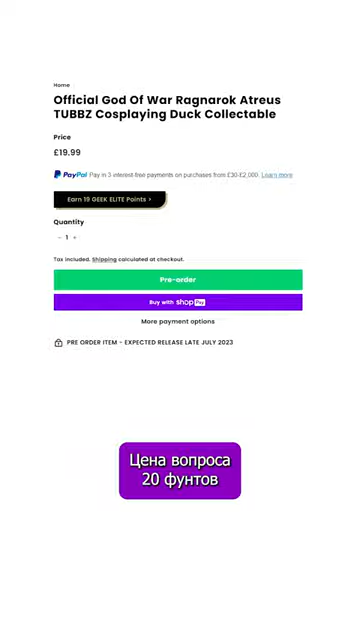 Home
Official God Of War Ragnarok Atreus
TUBBZ Cosplaying Duck Collectable
Price
£19.99
PayPal Pay in 3 interest-free payments on purchases from £30-£2,000. Learn more
Earn 19 GEEK ELITE Points >
Quantity
− 1 +
Tax included. Shipping calculated at checkout.
Pre-order
Buy with shop Pay
More payment options
PRE ORDER ITEM - EXPECTED RELEASE LATE JULY 2023
Цена вопроса
20 фунтов